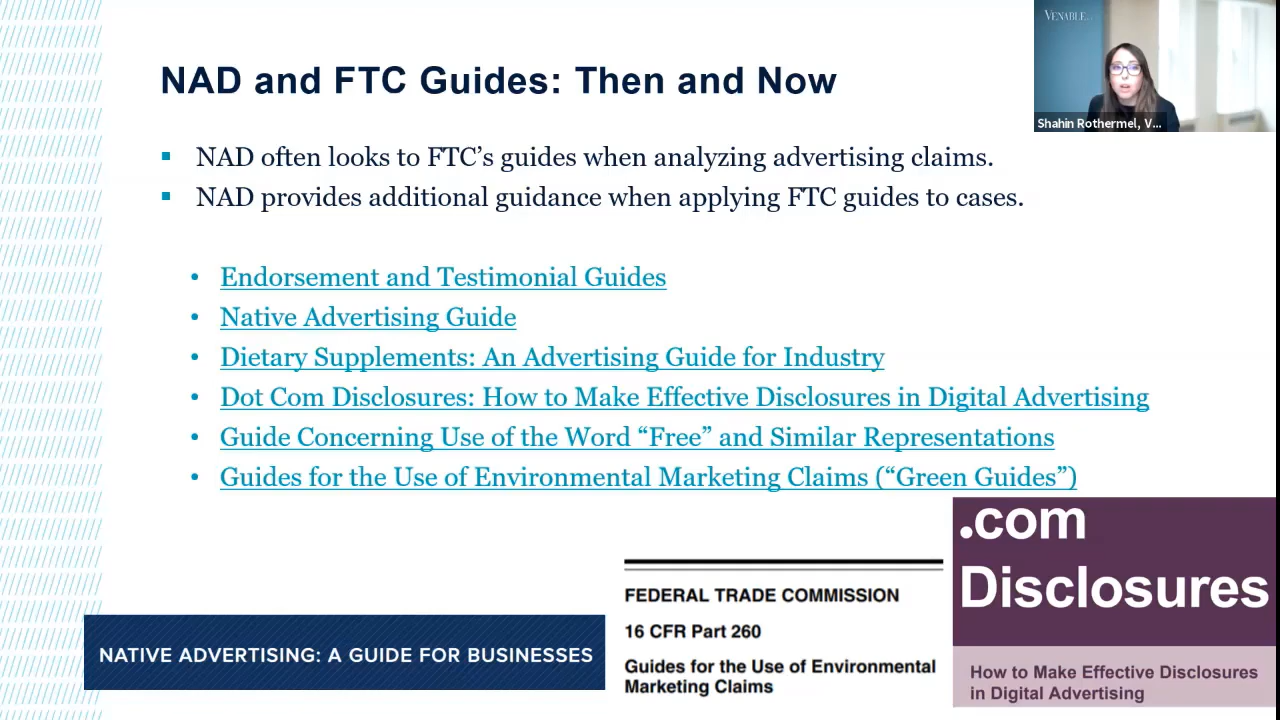 VENABLE
NAD and FTC Guides: Then and Now
Shahin Rothermel, V...
NAD often looks to FTC’s guides when analyzing advertising claims.
NAD provides additional guidance when applying FTC guides to cases.
Endorsement and Testimonial Guides
Native Advertising Guide
Dietary Supplements: An Advertising Guide for Industry
Dot Com Disclosures: How to Make Effective Disclosures in Digital Advertising
Guide Concerning Use of the Word “Free” and Similar Representations
Guides for the Use of Environmental Marketing Claims (“Green Guides”)
NATIVE ADVERTISING: A GUIDE FOR BUSINESSES
FEDERAL TRADE COMMISSION
16 CFR Part 260
Guides for the Use of Environmental
Marketing Claims
.com
Disclosures
How to Make Effective Disclosures
in Digital Advertising